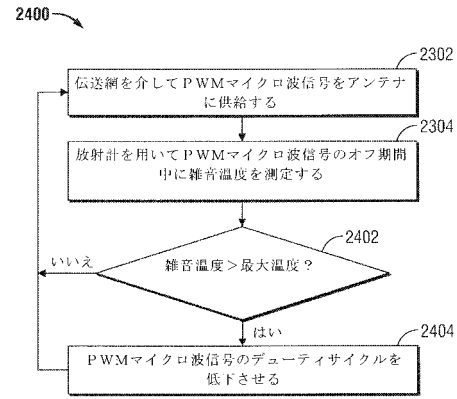 2400
2302
伝送網を介してＰＷＭマイクロ波信号をアンテナ
に供給する
2304
放射計を用いてＰＷＭマイクロ波信号のオフ期間
中に雑音温度を測定する
2402
雑音温度＞最大温度？
いいえ
はい
2404
ＰＷＭマイクロ波信号のデューティサイクルを
低下させる